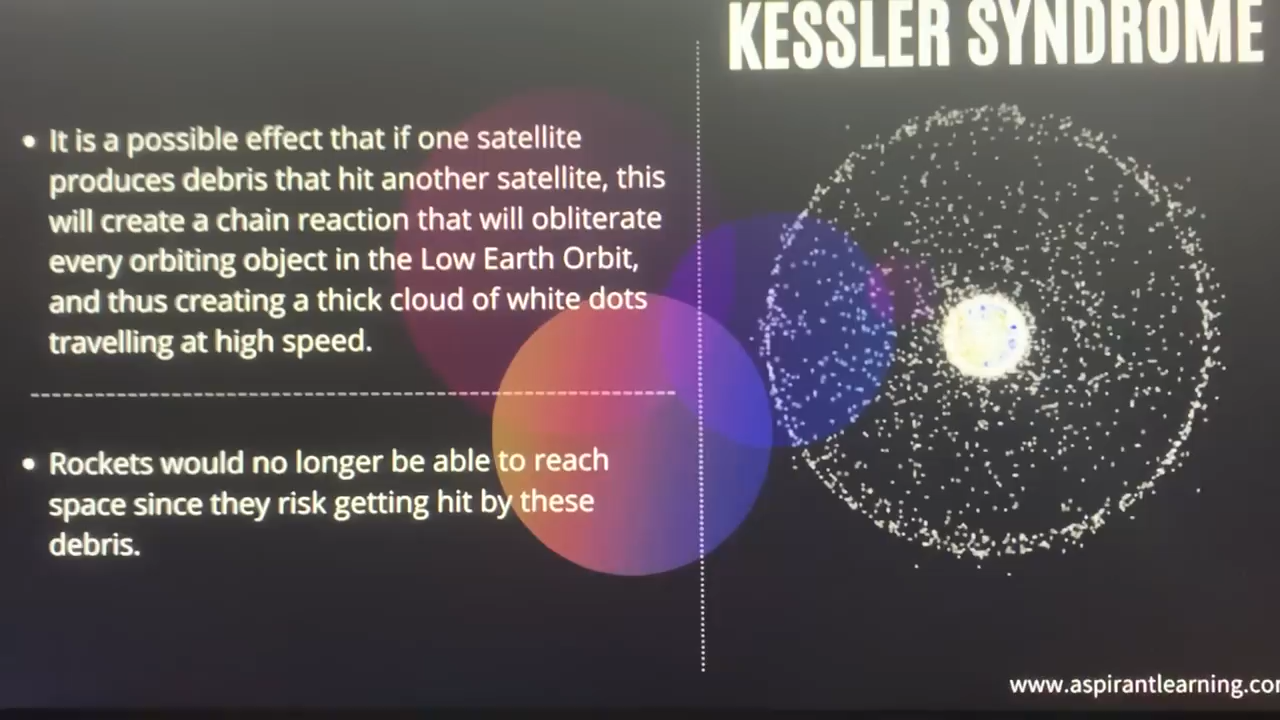 KESSLER SYNDROME
• It is a possible effect that if one satellite
produces debris that hit another satellite, this
will create a chain reaction that will obliterate
every orbiting object in the Low Earth Orbit,
and thus creating a thick cloud of white dots
travelling at high speed.
• Rockets would no longer be able to reach
space since they risk getting hit by these
debris.
www.aspirantlearning.co